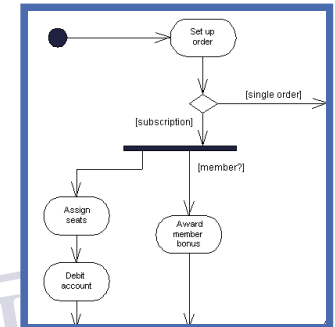 Set up
order
[single order]
[subscription]
[member?]
Assign
seats
Award
member
bonus
Debit
account